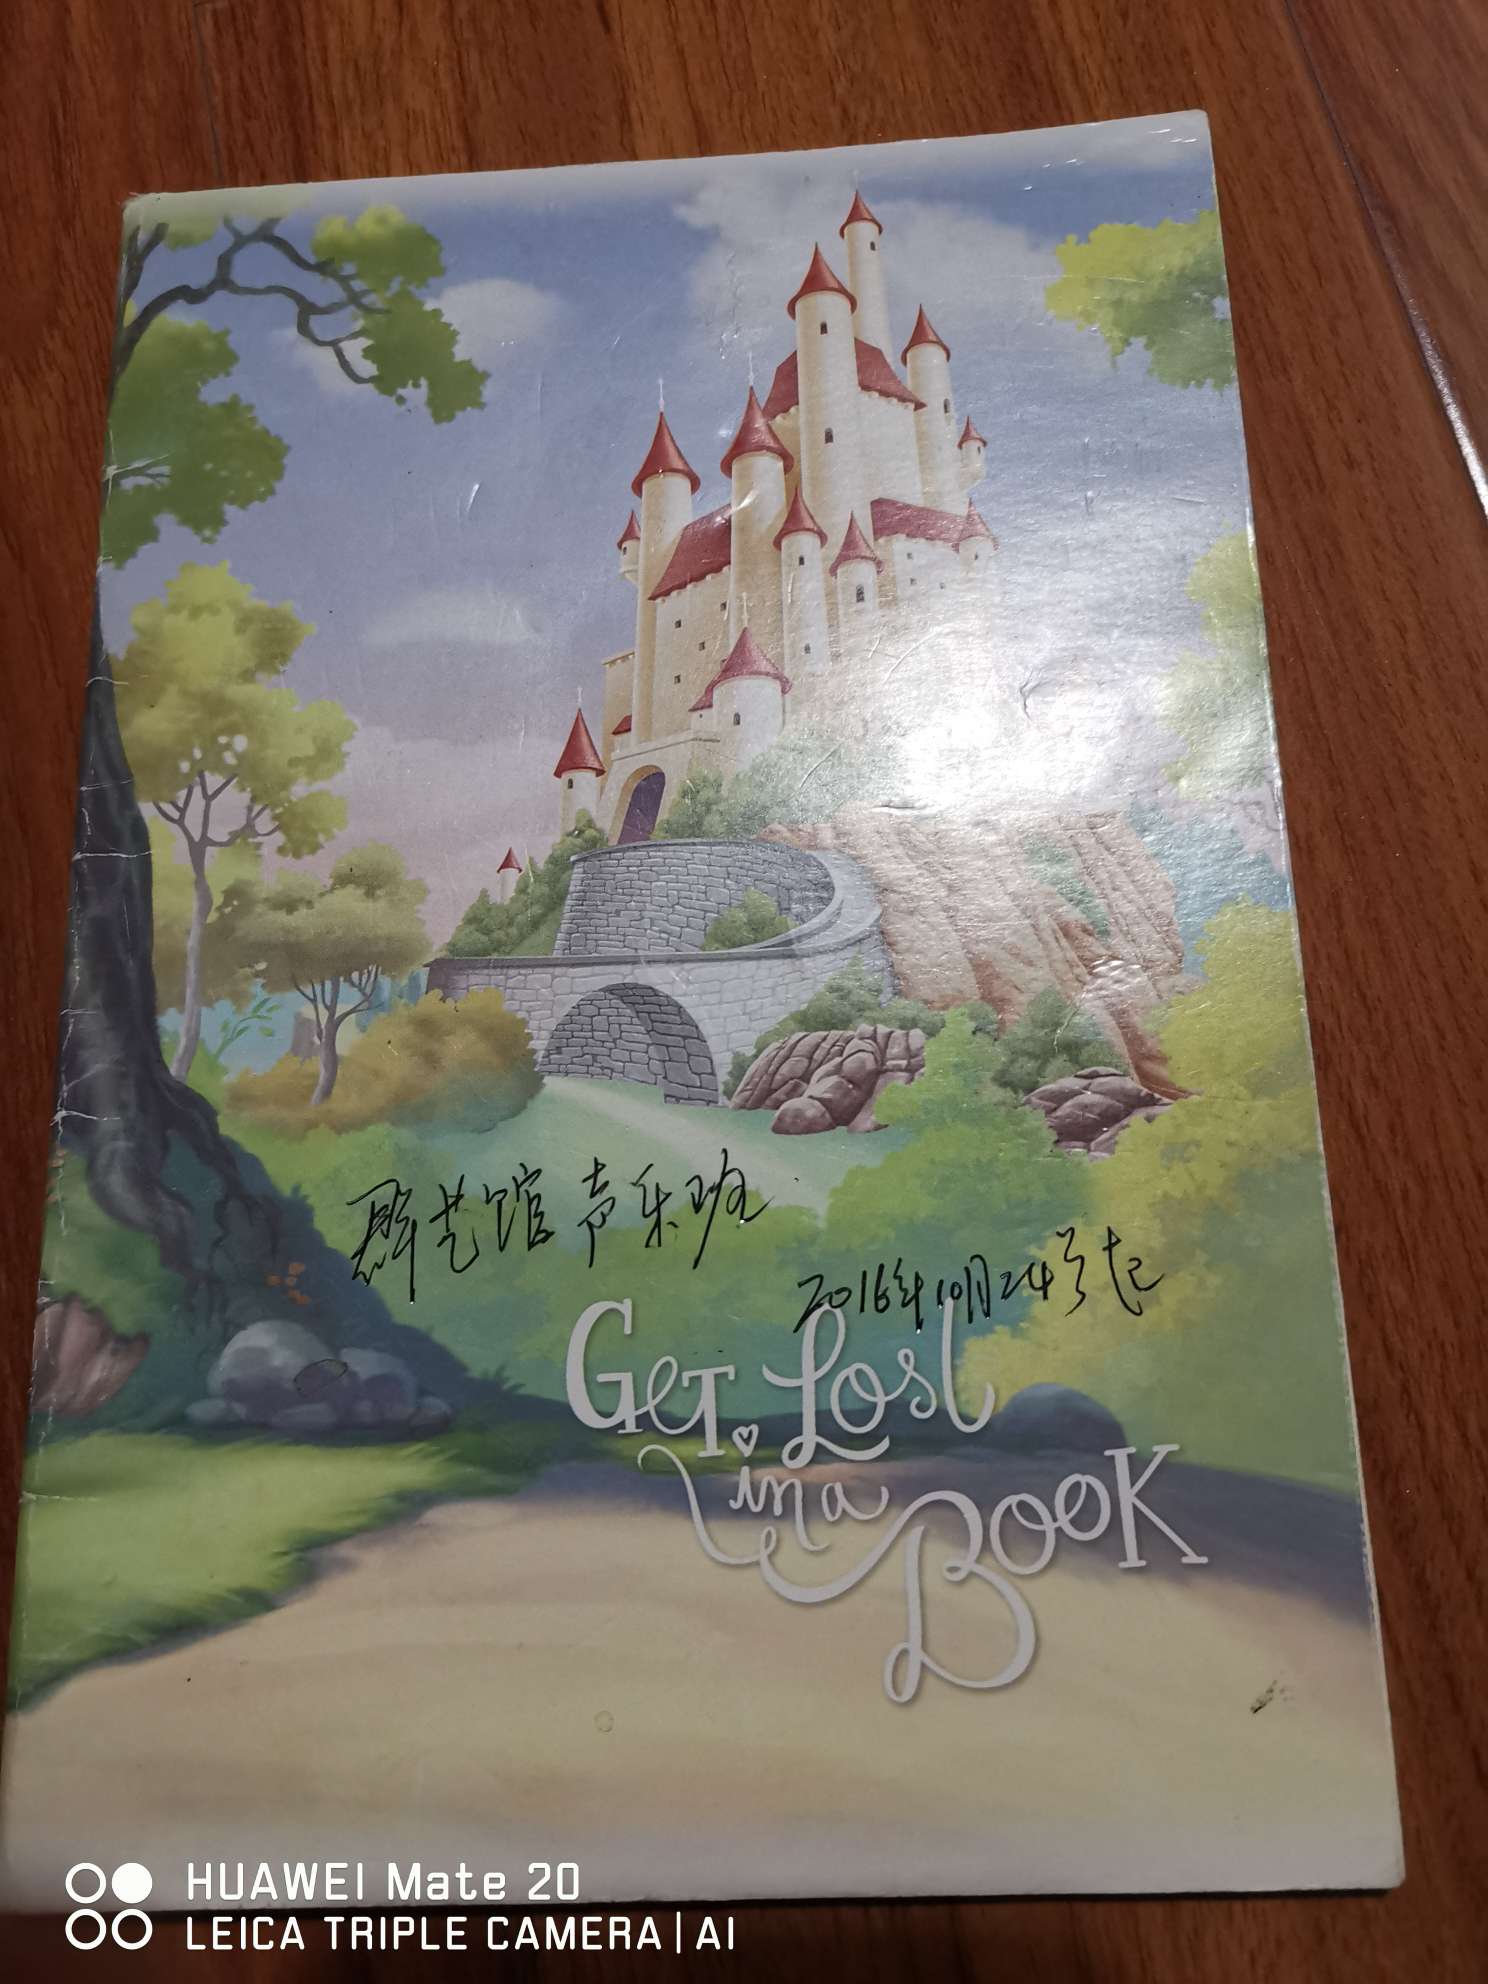 群艺馆声乐班
2016年10月24号起
Get Lost
in a
Book
HUAWEI Mate 20
LEICA TRIPLE CAMERA | AI